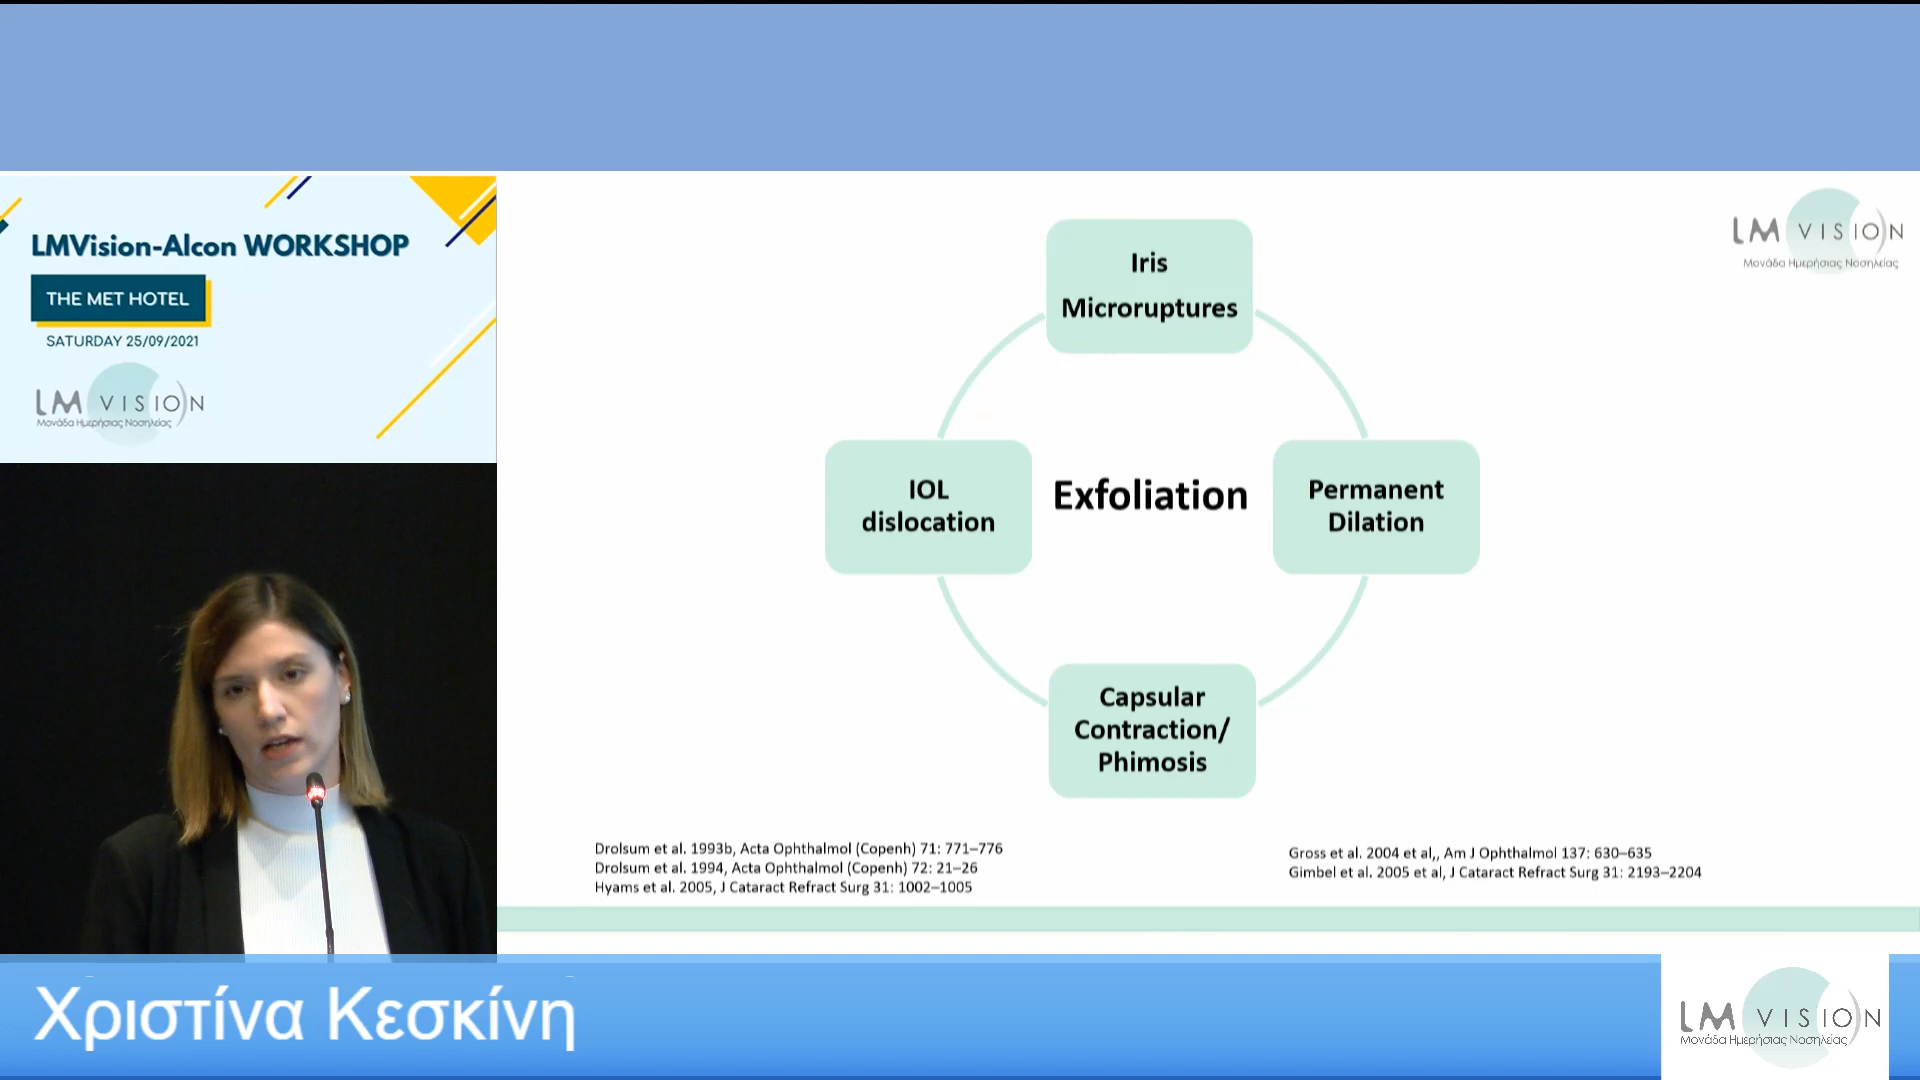 LMVision-Alcon WORKSHOP
THE MET HOTEL
SATURDAY 25/09/2021
LM VISION
Μονάδα Ημερήσιας Νοσηλείας
LM VISION
Μονάδα Ημερήσιας Νοσηλείας
Iris
Microruptures
IOL
dislocation
Exfoliation
Permanent
Dilation
Capsular
Contraction/
Phimosis
Drolsum et al. 1993b, Acta Ophthalmol (Copenh) 71: 771–776
Drolsum et al. 1994, Acta Ophthalmol (Copenh) 72: 21–26
Hyams et al. 2005, J Cataract Refract Surg 31: 1002–1005
Gross et al. 2004 et al,, Am J Ophthalmol 137: 630–635
Gimbel et al. 2005 et al, J Cataract Refract Surg 31: 2193–2204
Χριστίνα Κεσκίνη
LM VISION
Μονάδα Ημερήσιας Νοσηλείας